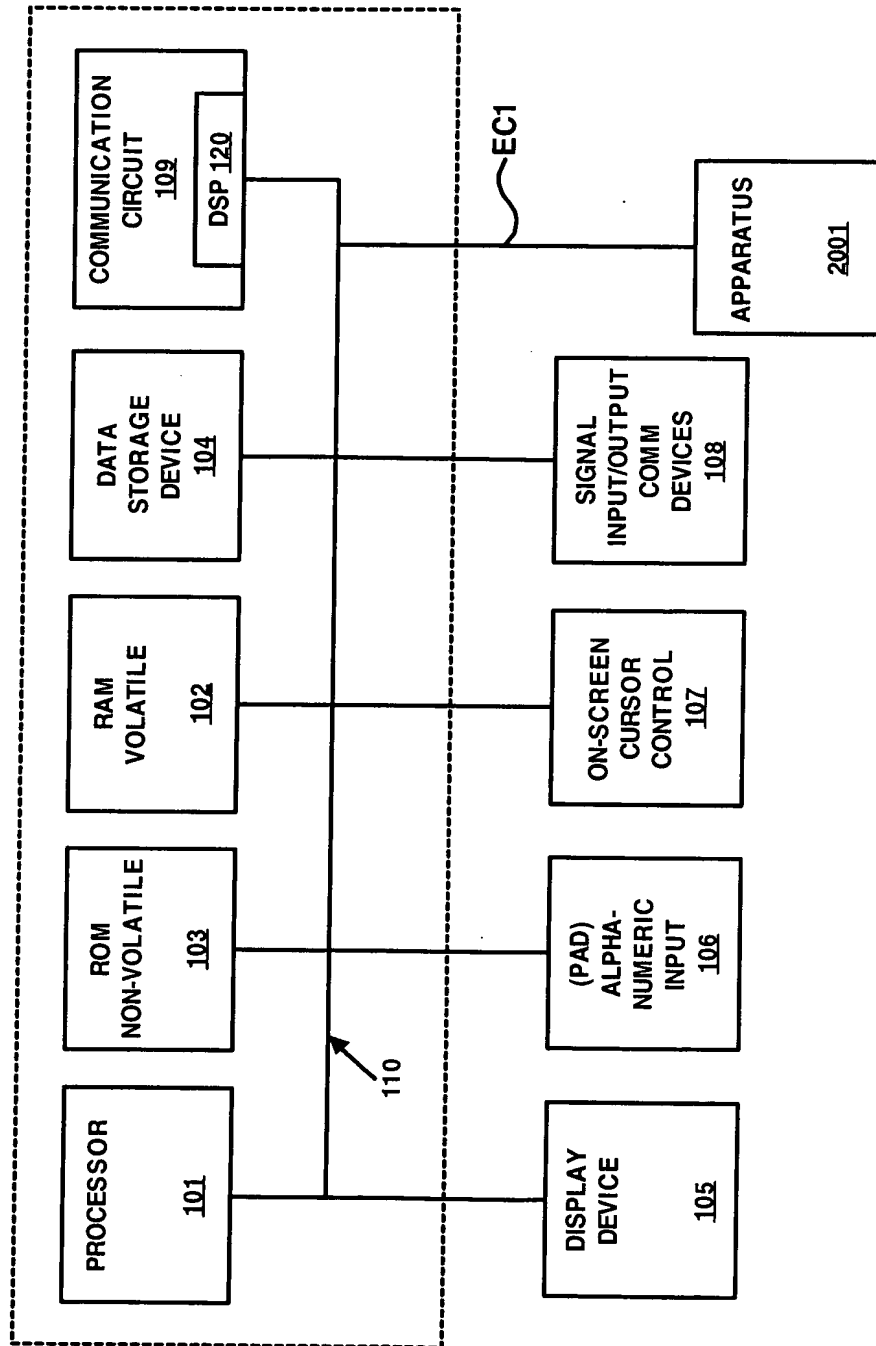 PROCESSOR
101
ROM
NON-VOLATILE
103
RAM
VOLATILE
102
DATA
STORAGE
DEVICE
104
COMMUNICATION
CIRCUIT
109
DSP 120
110
EC1
DISPLAY
DEVICE
105
(PAD)
ALPHA-
NUMERIC
INPUT
106
ON-SCREEN
CURSOR
CONTROL
107
SIGNAL
INPUT/OUTPUT
COMM
DEVICES
108
APPARATUS
2001